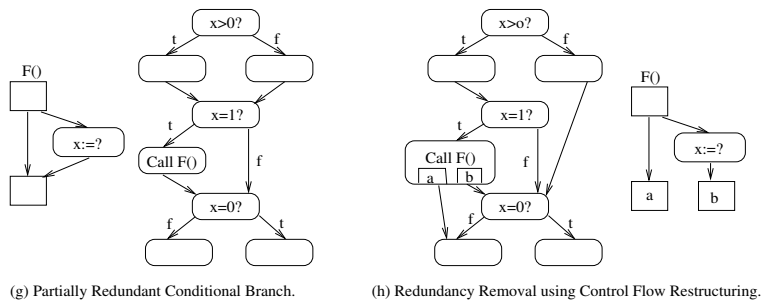 x>0?
t
f
F()
x=1?
x:=?
t
Call F()
f
x=0?
f
t
(g) Partially Redundant Conditional Branch.
x>o?
t
f
F()
x=1?
t
x:=?
Call F()
f
a
b
a
b
x=0?
f
t
(h) Redundancy Removal using Control Flow Restructuring.